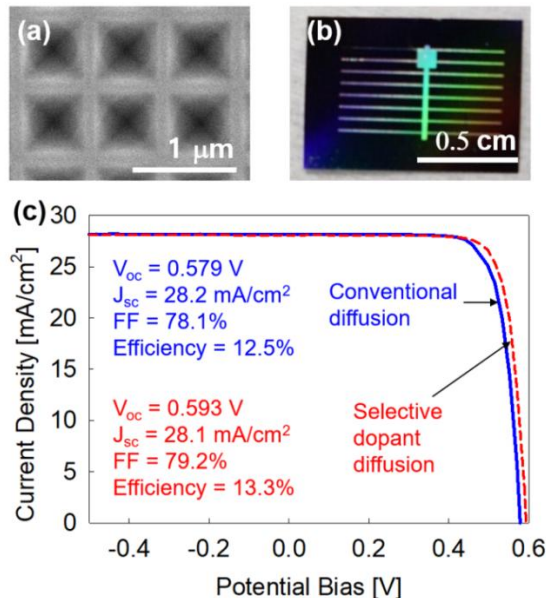 (a)
1 μm
(b)
0.5 cm
(c)
30
25
20
15
10
5
0
Current Density [mA/cm²]
V_oc = 0.579 V
J_sc = 28.2 mA/cm²
FF = 78.1%
Efficiency = 12.5%
V_oc = 0.593 V
J_sc = 28.1 mA/cm²
FF = 79.2%
Efficiency = 13.3%
Conventional
diffusion
Selective
dopant
diffusion
-0.4
-0.2
0.0
0.2
0.4
0.6
Potential Bias [V]